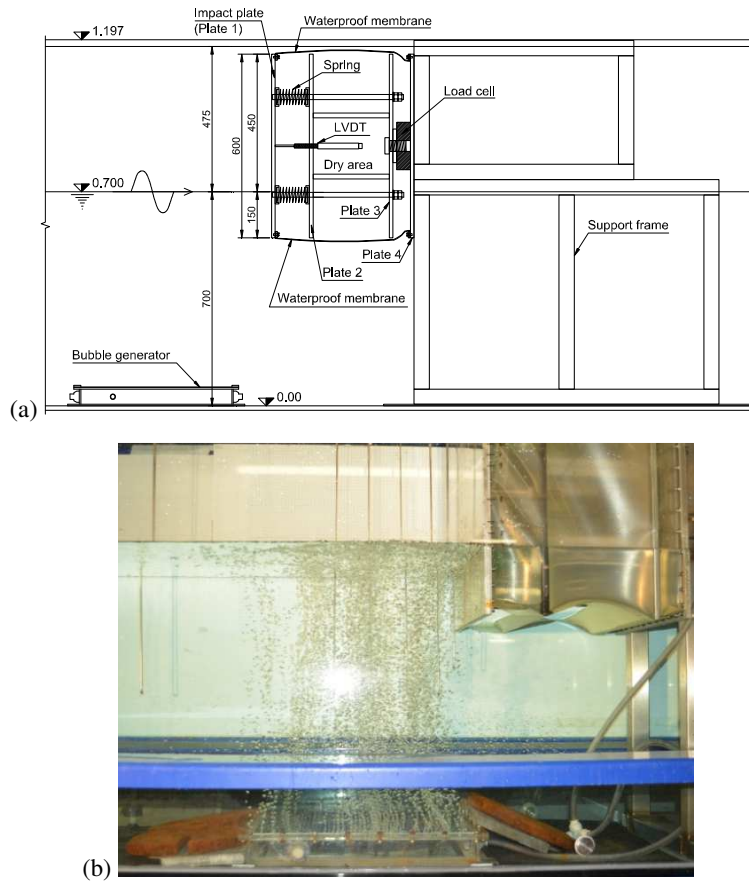 Impact plate
(Plate 1)
Waterproof membrane
1.197
Spring
Load cell
475
600
450
LVDT
Dry area
0.700
150
Plate 3
Support frame
Plate 2
Plate 4
Waterproof membrane
700
Bubble generator
0.00
(a)
(b)